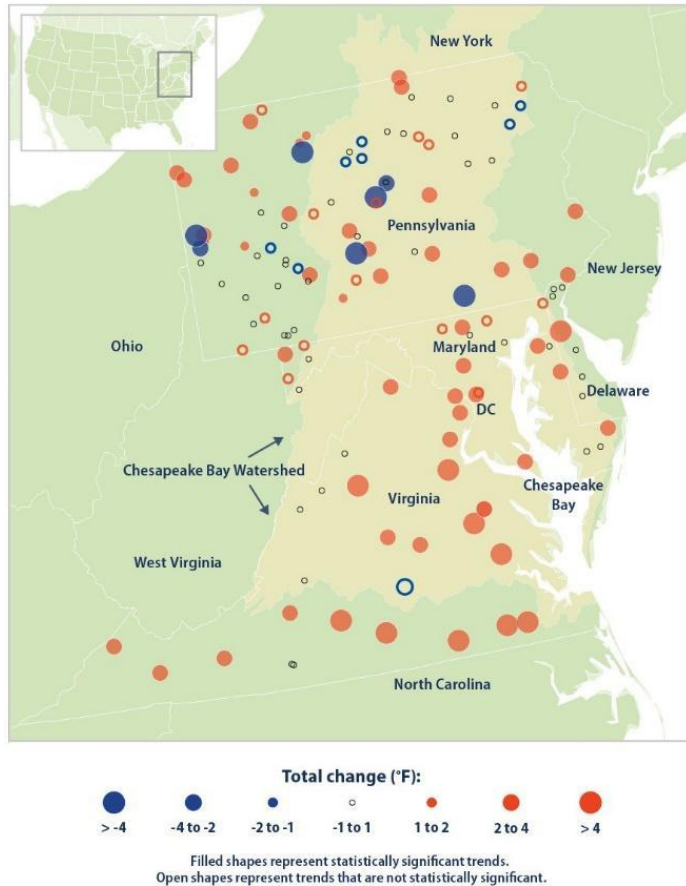 New York
Pennsylvania
New Jersey
Ohio
Maryland
Delaware
DC
Chesapeake Bay Watershed
Chesapeake
Bay
Virginia
West Virginia
North Carolina
Total change (°F):
> -4
-4 to -2
-2 to -1
-1 to 1
1 to 2
2 to 4
> 4
Filled shapes represent statistically significant trends.
Open shapes represent trends that are not statistically significant.